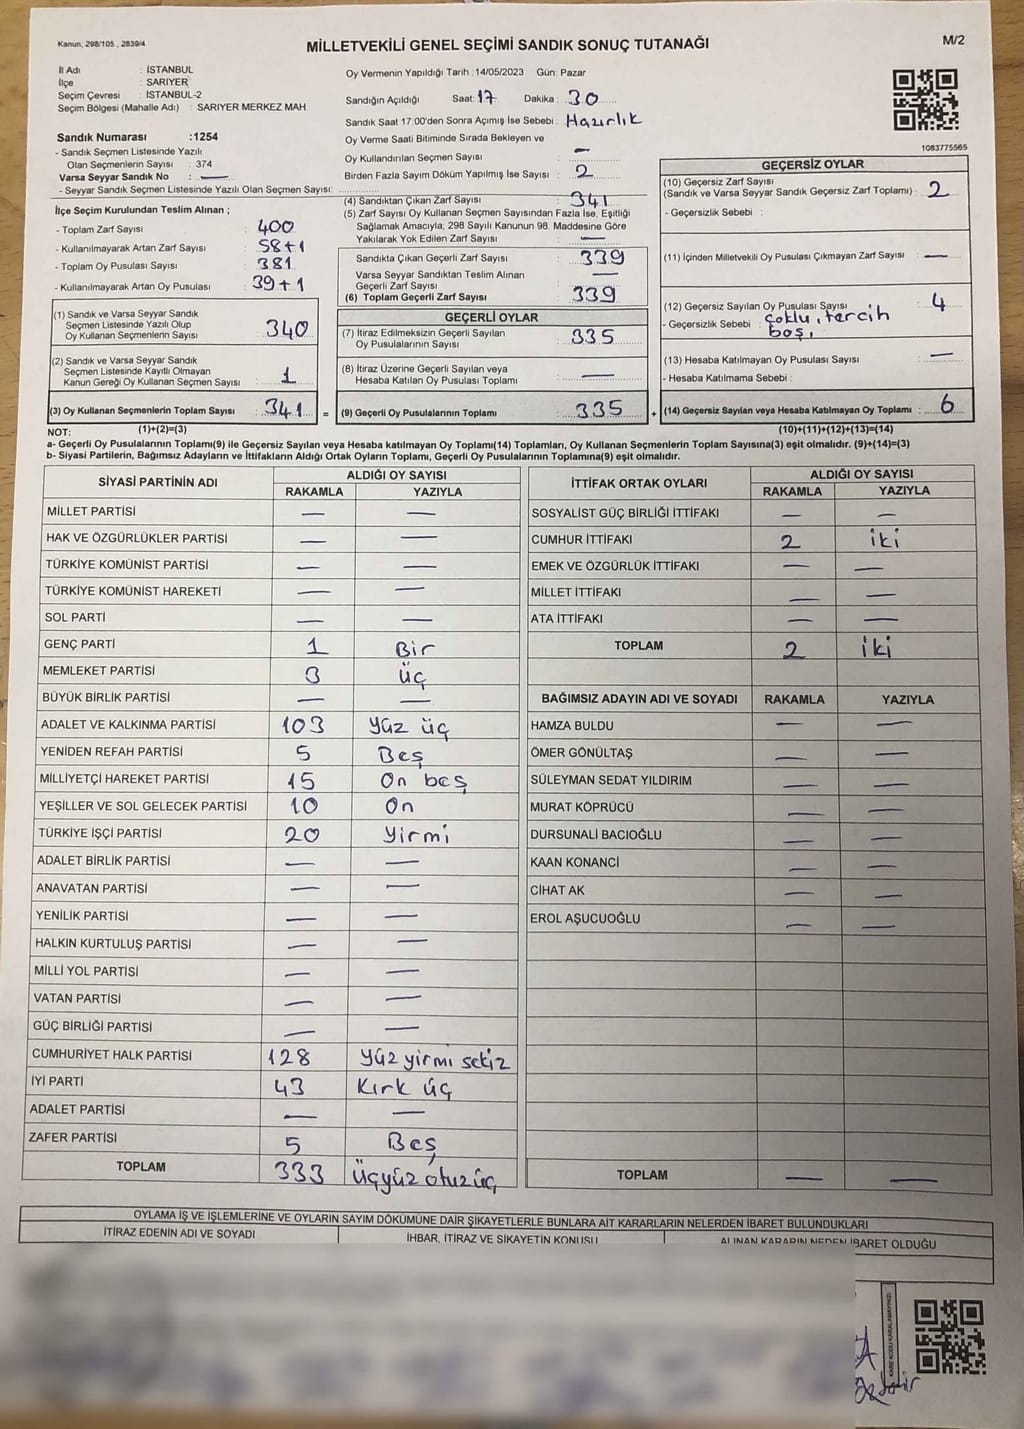 Kanun, 298/105 , 2839/4
MİLLETVEKİLİ GENEL SEÇİMİ SANDIK SONUÇ TUTANAĞI
M/2
İl Adı : İSTANBUL
İlçe : SARIYER
Seçim Çevresi : İSTANBUL-2
Seçim Bölgesi (Mahalle Adı) : SARIYER MERKEZ MAH
Sandık Numarası :1254
- Sandık Seçmen Listesinde Yazılı
Olan Seçmenlerin Sayısı : 374
Varsa Seyyar Sandık No : —
- Seyyar Sandık Seçmen Listesinde Yazılı Olan Seçmen Sayısı:
Oy Vermenin Yapıldığı Tarih :14/05/2023 Gün: Pazar
Sandığın Açıldığı Saat: 17 Dakika : 30
Sandık Saat 17:00'den Sonra Açımış İse Sebebi : Hazırlık
Oy Verme Saati Bitiminde Sırada Bekleyen ve
Oy Kullandırılan Seçmen Sayısı : —
Birden Fazla Sayım Döküm Yapılmış İse Sayısı : 2
1083775565
İlçe Seçim Kurulundan Teslim Alınan ;
- Toplam Zarf Sayısı : 400
- Kullanılmayarak Artan Zarf Sayısı : 58+1
- Toplam Oy Pusulası Sayısı : 381
- Kullanılmayarak Artan Oy Pusulası : 39+1
(1) Sandık ve Varsa Seyyar Sandık
Seçmen Listesinde Yazılı Olup
Oy Kullanan Seçmenlerin Sayısı : 340
(2) Sandık ve Varsa Seyyar Sandık
Seçmen Listesinde Kayıtlı Olmayan
Kanun Gereği Oy Kullanan Seçmen Sayısı : 1
(3) Oy Kullanan Seçmenlerin Toplam Sayısı : 341 =
(1)+(2)=(3)
(4) Sandıktan Çıkan Zarf Sayısı : 341
(5) Zarf Sayısı Oy Kullanan Seçmen Sayısından Fazla İse, Eşitliği
Sağlamak Amacıyla; 298 Sayılı Kanunun 98. Maddesine Göre
Yakılarak Yok Edilen Zarf Sayısı : —
Sandıkta Çıkan Geçerli Zarf Sayısı : 339
Varsa Seyyar Sandıktan Teslim Alınan
Geçerli Zarf Sayısı : —
(6) Toplam Geçerli Zarf Sayısı : 339
GEÇERLİ OYLAR
(7) İtiraz Edilmeksizin Geçerli Sayılan
Oy Pusulalarının Sayısı : 335
(8) İtiraz Üzerine Geçerli Sayılan veya
Hesaba Katılan Oy Pusulası Toplamı : —
(9) Geçerli Oy Pusulalarının Toplamı : 335 +
GEÇERSİZ OYLAR
(10) Geçersiz Zarf Sayısı
(Sandık ve Varsa Seyyar Sandık Geçersiz Zarf Toplamı) : 2
- Geçersizlik Sebebi :
(11) İçinden Milletvekili Oy Pusulası Çıkmayan Zarf Sayısı : —
(12) Geçersiz Sayılan Oy Pusulası Sayısı : 4
- Geçersizlik Sebebi : Çoklu, tercih
boş,
(13) Hesaba Katılmayan Oy Pusulası Sayısı : —
- Hesaba Katılmama Sebebi :
(14) Geçersiz Sayılan veya Hesaba Katılmayan Oy Toplamı : 6
(10)+(11)+(12)+(13)=(14)
NOT:
a- Geçerli Oy Pusulalarının Toplamı(9) ile Geçersiz Sayılan veya Hesaba katılmayan Oy Toplamı(14) Toplamları, Oy Kullanan Seçmenlerin Toplam Sayısına(3) eşit olmalıdır. (9)+(14)=(3)
b- Siyasi Partilerin, Bağımsız Adayların ve İttifakların Aldığı Ortak Oyların Toplamı, Geçerli Oy Pusulalarının Toplamına(9) eşit olmalıdır.
SİYASİ PARTİNİN ADI
ALDIĞI OY SAYISI
RAKAMLA YAZIYLA
MİLLET PARTİSİ — —
HAK VE ÖZGÜRLÜKLER PARTİSİ — —
TÜRKİYE KOMÜNİST PARTİSİ — —
TÜRKİYE KOMÜNİST HAREKETİ — —
SOL PARTİ — —
GENÇ PARTİ 1 Bir
MEMLEKET PARTİSİ 3 üç
BÜYÜK BİRLİK PARTİSİ — —
ADALET VE KALKINMA PARTİSİ 103 Yüz üç
YENİDEN REFAH PARTİSİ 5 Beş
MİLLİYETÇİ HAREKET PARTİSİ 15 On beş
YEŞİLLER VE SOL GELECEK PARTİSİ 10 On
TÜRKİYE İŞÇİ PARTİSİ 20 Yirmi
ADALET BİRLİK PARTİSİ — —
ANAVATAN PARTİSİ — —
YENİLİK PARTİSİ — —
HALKIN KURTULUŞ PARTİSİ — —
MİLLİ YOL PARTİSİ — —
VATAN PARTİSİ — —
GÜÇ BİRLİĞİ PARTİSİ — —
CUMHURİYET HALK PARTİSİ 128 Yüz yirmi sekiz
İYİ PARTİ 43 Kırk üç
ADALET PARTİSİ — —
ZAFER PARTİSİ 5 Beş
TOPLAM 333 üçyüz otuz üç
İTTİFAK ORTAK OYLARI
ALDIĞI OY SAYISI
RAKAMLA YAZIYLA
SOSYALİST GÜÇ BİRLİĞİ İTTİFAKI — —
CUMHUR İTTİFAKI 2 iki
EMEK VE ÖZGÜRLÜK İTTİFAKI — —
MİLLET İTTİFAKI — —
ATA İTTİFAKI — —
TOPLAM 2 iki
BAĞIMSIZ ADAYIN ADI VE SOYADI RAKAMLA YAZIYLA
HAMZA BULDU — —
ÖMER GÖNÜLTAŞ — —
SÜLEYMAN SEDAT YILDIRIM — —
MURAT KÖPRÜCÜ — —
DURSUNALİ BACIOĞLU — —
KAAN KONANCİ — —
CİHAT AK — —
EROL AŞUCUOĞLU — —
TOPLAM — —
OYLAMA İŞ VE İŞLEMLERİNE VE OYLARIN SAYIM DÖKÜMÜNE DAİR ŞİKAYETLERLE BUNLARA AİT KARARLARIN NELERDEN İBARET BULUNDUKLARI
İTİRAZ EDENİN ADI VE SOYADI
İHBAR, İTİRAZ VE ŞİKAYETİN KONUSU
ALINAN KARARIN NEDEN İBARET OLDUĞU
KARE KODU KARALAMAYINIZ!